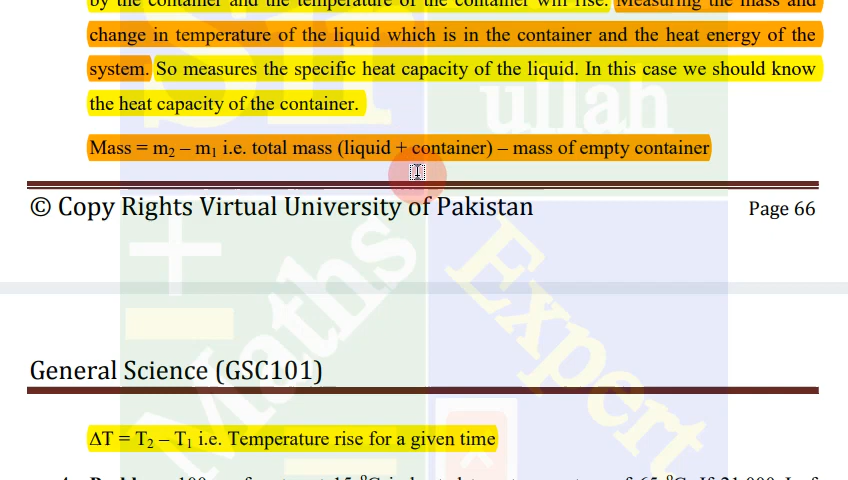 by the container and the temperature of the container will rise. Measuring the mass and
change in temperature of the liquid which is in the container and the heat energy of the
system. So measures the specific heat capacity of the liquid. In this case we should know
the heat capacity of the container.
ullah
Mass = m₂ – m₁ i.e. total mass (liquid + container) – mass of empty container
© Copy Rights Virtual University of Pakistan Page 66
Maths
Expert
General Science (GSC101)
ΔT = T₂ – T₁ i.e. Temperature rise for a given time